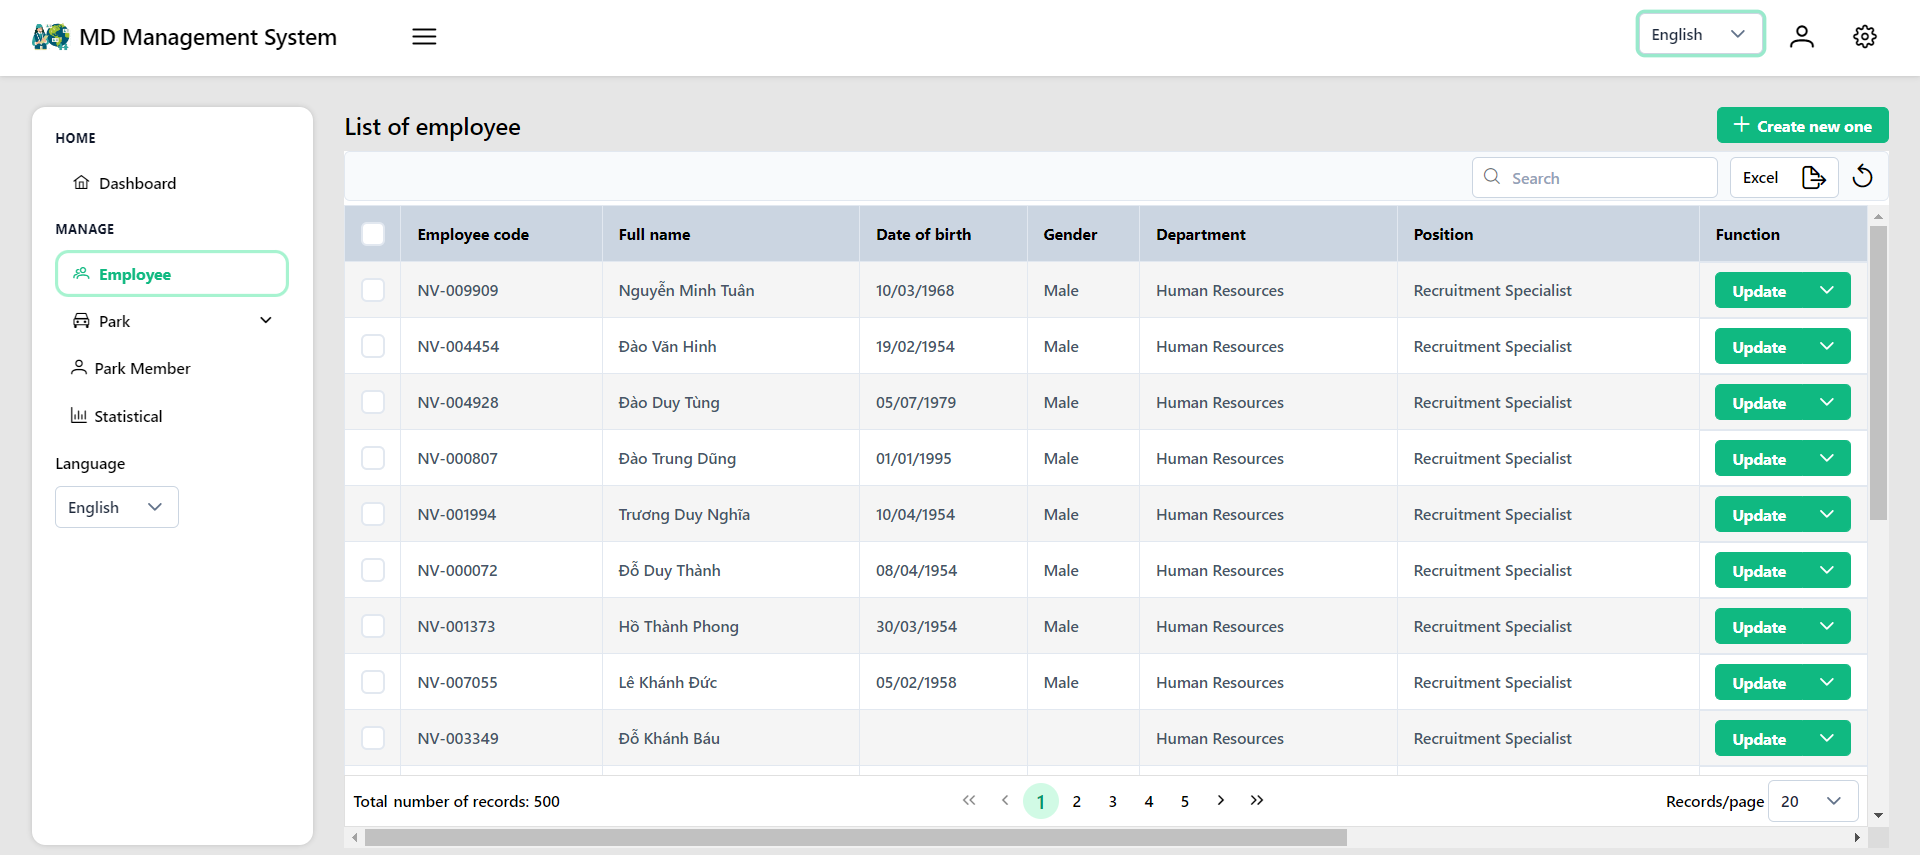 MD Management System
English
HOME
Dashboard
MANAGE
Employee
Park
Park Member
Statistical
Language
English
List of employee
Create new one
Search
Excel
Employee code Full name Date of birth Gender Department Position Function
NV-009909 Nguyễn Minh Tuân 10/03/1968 Male Human Resources Recruitment Specialist Update
NV-004454 Đào Văn Hinh 19/02/1954 Male Human Resources Recruitment Specialist Update
NV-004928 Đào Duy Tùng 05/07/1979 Male Human Resources Recruitment Specialist Update
NV-000807 Đào Trung Dũng 01/01/1995 Male Human Resources Recruitment Specialist Update
NV-001994 Trương Duy Nghĩa 10/04/1954 Male Human Resources Recruitment Specialist Update
NV-000072 Đỗ Duy Thành 08/04/1954 Male Human Resources Recruitment Specialist Update
NV-001373 Hồ Thành Phong 30/03/1954 Male Human Resources Recruitment Specialist Update
NV-007055 Lê Khánh Đức 05/02/1958 Male Human Resources Recruitment Specialist Update
NV-003349 Đỗ Khánh Báu Human Resources Recruitment Specialist Update
Total number of records: 500 1 2 3 4 5 Records/page 20